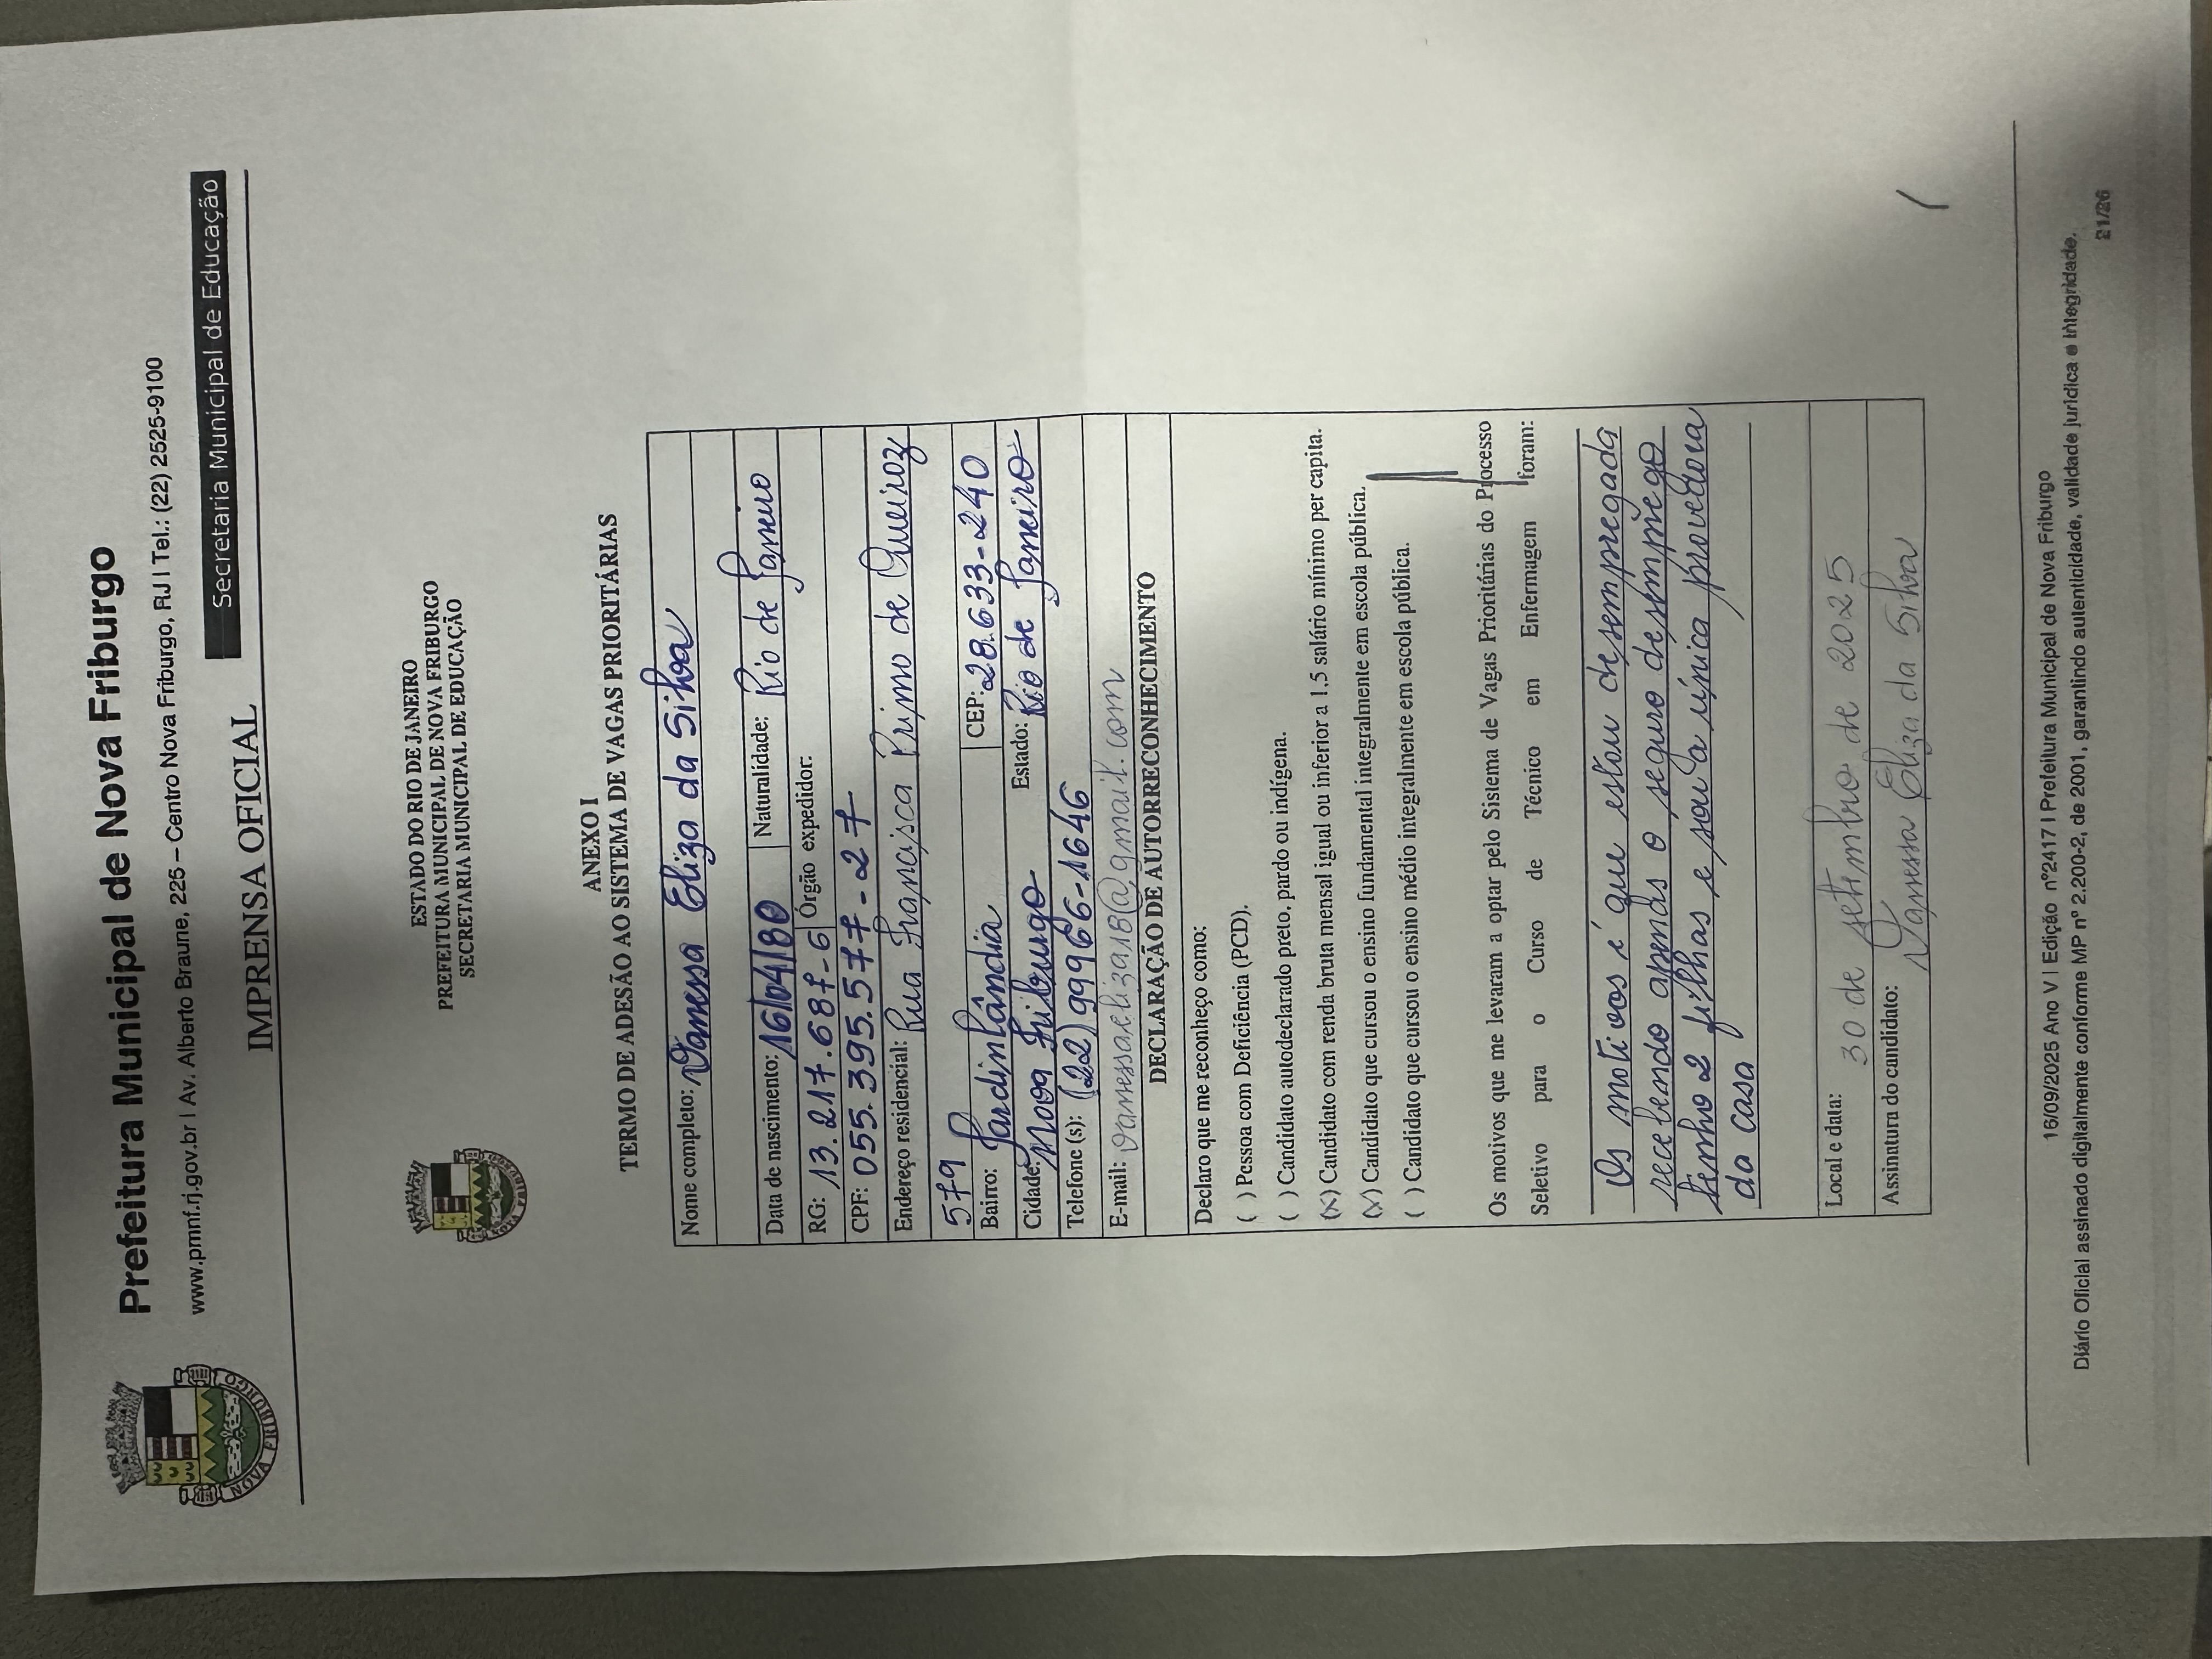 Prefeitura Municipal de Nova Friburgo
www.pmnf.rj.gov.br | Av. Alberto Braune, 225 – Centro Nova Friburgo, RJ | Tel.: (22) 2525-9100
Secretaria Municipal de Educação
IMPRENSA OFICIAL
NOVA FRIBURGO
ESTADO DO RIO DE JANEIRO
PREFEITURA MUNICIPAL DE NOVA FRIBURGO
SECRETARIA MUNICIPAL DE EDUCAÇÃO
NOVA FRIBURGO
ANEXO I
TERMO DE ADESÃO AO SISTEMA DE VAGAS PRIORITÁRIAS
Nome completo: Vanessa Eliza da Silva
Data de nascimento: 16/04/80 Naturalidade: Rio de Janeiro
RG: 13.217.687-6 Órgão expedidor:
CPF: 055.395.577-27
Endereço residencial: Rua Francisca Primo de Queiroz
579
Bairro: Jardinlândia CEP: 28.633-240
Cidade: Nova Friburgo Estado: Rio de Janeiro
Telefone (s): (22) 99966-1646
E-mail: vanessaeliza18@gmail.com
DECLARAÇÃO DE AUTORRECONHECIMENTO
Declaro que me reconheço como:
( ) Pessoa com Deficiência (PCD).
( ) Candidato autodeclarado preto, pardo ou indígena.
(X) Candidato com renda bruta mensal igual ou inferior a 1,5 salário mínimo per capita.
(X) Candidato que cursou o ensino fundamental integralmente em escola pública.
( ) Candidato que cursou o ensino médio integralmente em escola pública.
Os motivos que me levaram a optar pelo Sistema de Vagas Prioritárias do Processo
Seletivo para o Curso de Técnico em Enfermagem foram:
Os motivos é que estou desempregada
recebendo apenas o seguro desemprego
tenho 2 filhas e sou a única provedora
da casa
Local e data: 30 de setembro de 2025
Assinatura do candidato: Vanessa Eliza da Silva
16/09/2025 Ano V | Edição nº2417 | Prefeitura Municipal de Nova Friburgo
Diário Oficial assinado digitalmente conforme MP nº 2.200-2, de 2001, garantindo autenticidade, validade jurídica e integridade.
21/26